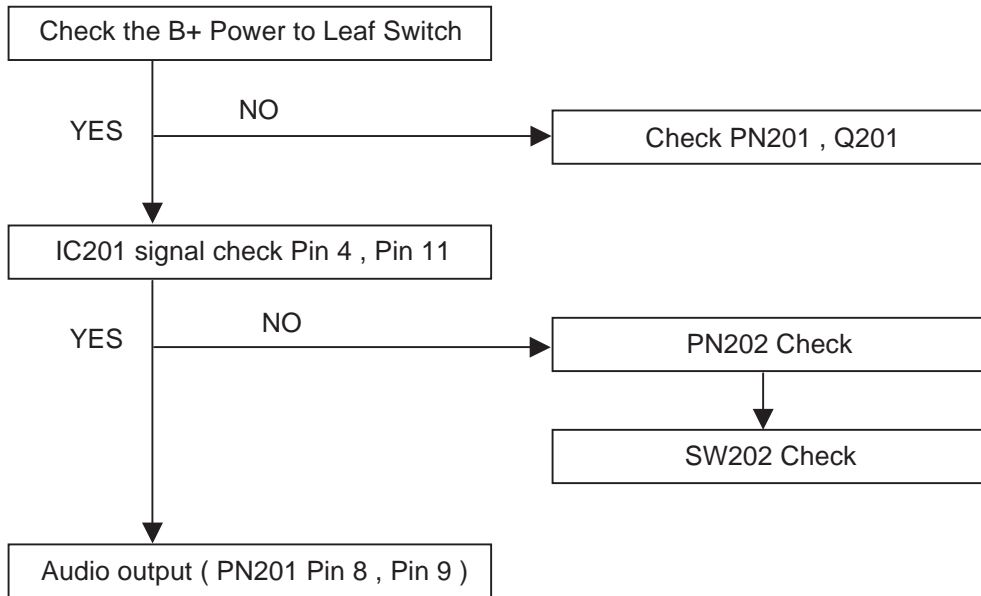 Check the B+ Power to Leaf Switch
NO
YES
Check PN201 , Q201
IC201 signal check Pin 4 , Pin 11
NO
YES
PN202 Check
SW202 Check
Audio output ( PN201 Pin 8 , Pin 9 )